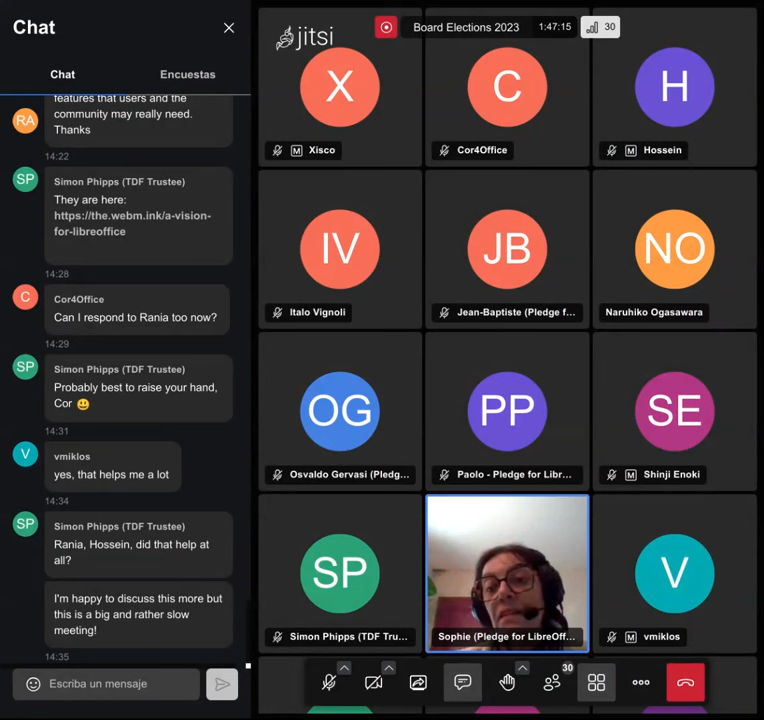 Chat
Chat
Encuestas
features that users and the
community may really need.
Thanks
RA
14:22
SP
Simon Phipps (TDF Trustee)
They are here:
https://the.webm.ink/a-vision-
for-libreoffice
14:28
C
Cor4Office
Can I respond to Rania too now?
14:29
SP
Simon Phipps (TDF Trustee)
Probably best to raise your hand,
Cor 😃
14:31
V
vmiklos
yes, that helps me a lot
14:34
SP
Simon Phipps (TDF Trustee)
Rania, Hossein, did that help at
all?
I'm happy to discuss this more but
this is a big and rather slow
meeting!
14:35
Escriba un mensaje
jitsi
Board Elections 2023
1:47:15
30
X
M Xisco
C
Cor4Office
H
M Hossein
IV
Italo Vignoli
JB
Jean-Baptiste (Pledge f...
NO
Naruhiko Ogasawara
OG
Osvaldo Gervasi (Pledg...
PP
Paolo - Pledge for Libr...
SE
M Shinji Enoki
SP
Simon Phipps (TDF Tru...
Sophie (Pledge for LibreOff...
V
M vmiklos
30